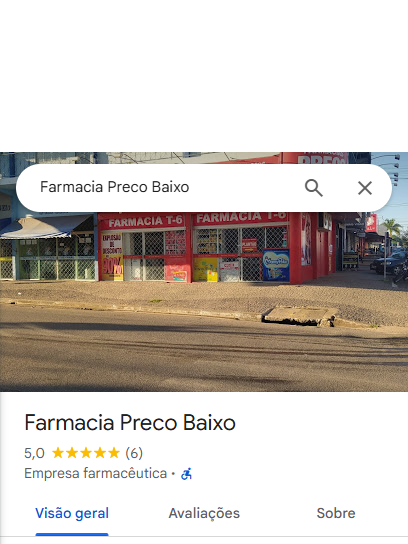 Farmacia Preco Baixo
PREÇO
FARMACIA T-6
FARMACIA T-6
Farmacia Preco Baixo
5,0 ★★★★★ (6)
Empresa farmacêutica ·
Visão geral
Avaliações
Sobre